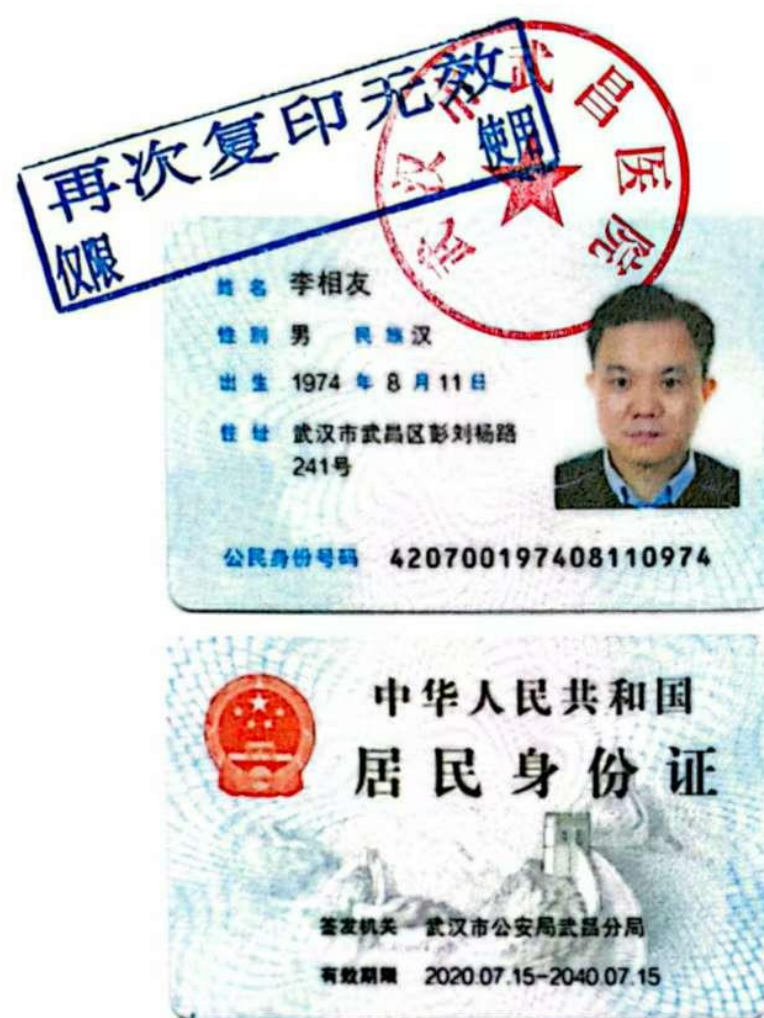 再次复印无效
仅限 使用
武汉市武昌医院
姓名 李相友
性别 男 民族 汉
出生 1974 年 8 月 11 日
住址 武汉市武昌区彭刘杨路
241号
公民身份号码 420700197408110974
中华人民共和国
居民身份证
签发机关 武汉市公安局武昌分局
有效期限 2020.07.15-2040.07.15